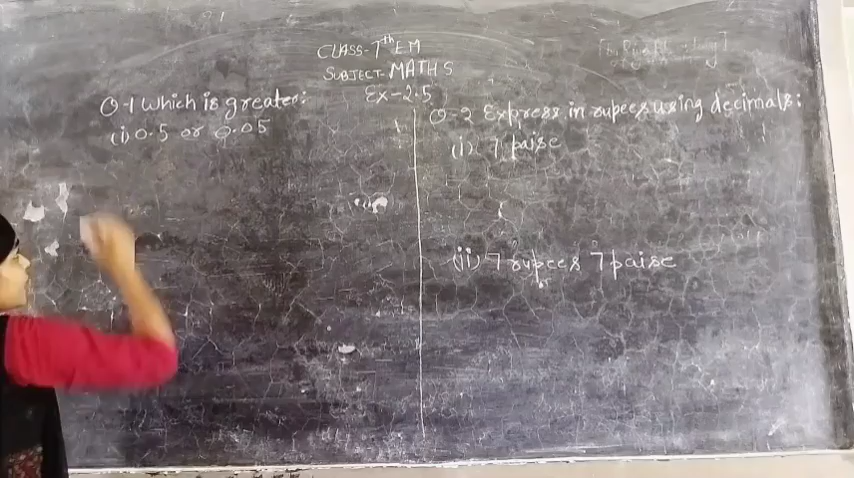 CLASS-7th EM
SUBJECT-MATHS
Ex-2.5
Q-1 Which is greater:
(i) 0.5 or 0.05
Q-2 Express in rupees using decimals:
(i) 7 paise
(ii) 7 rupees 7 paise